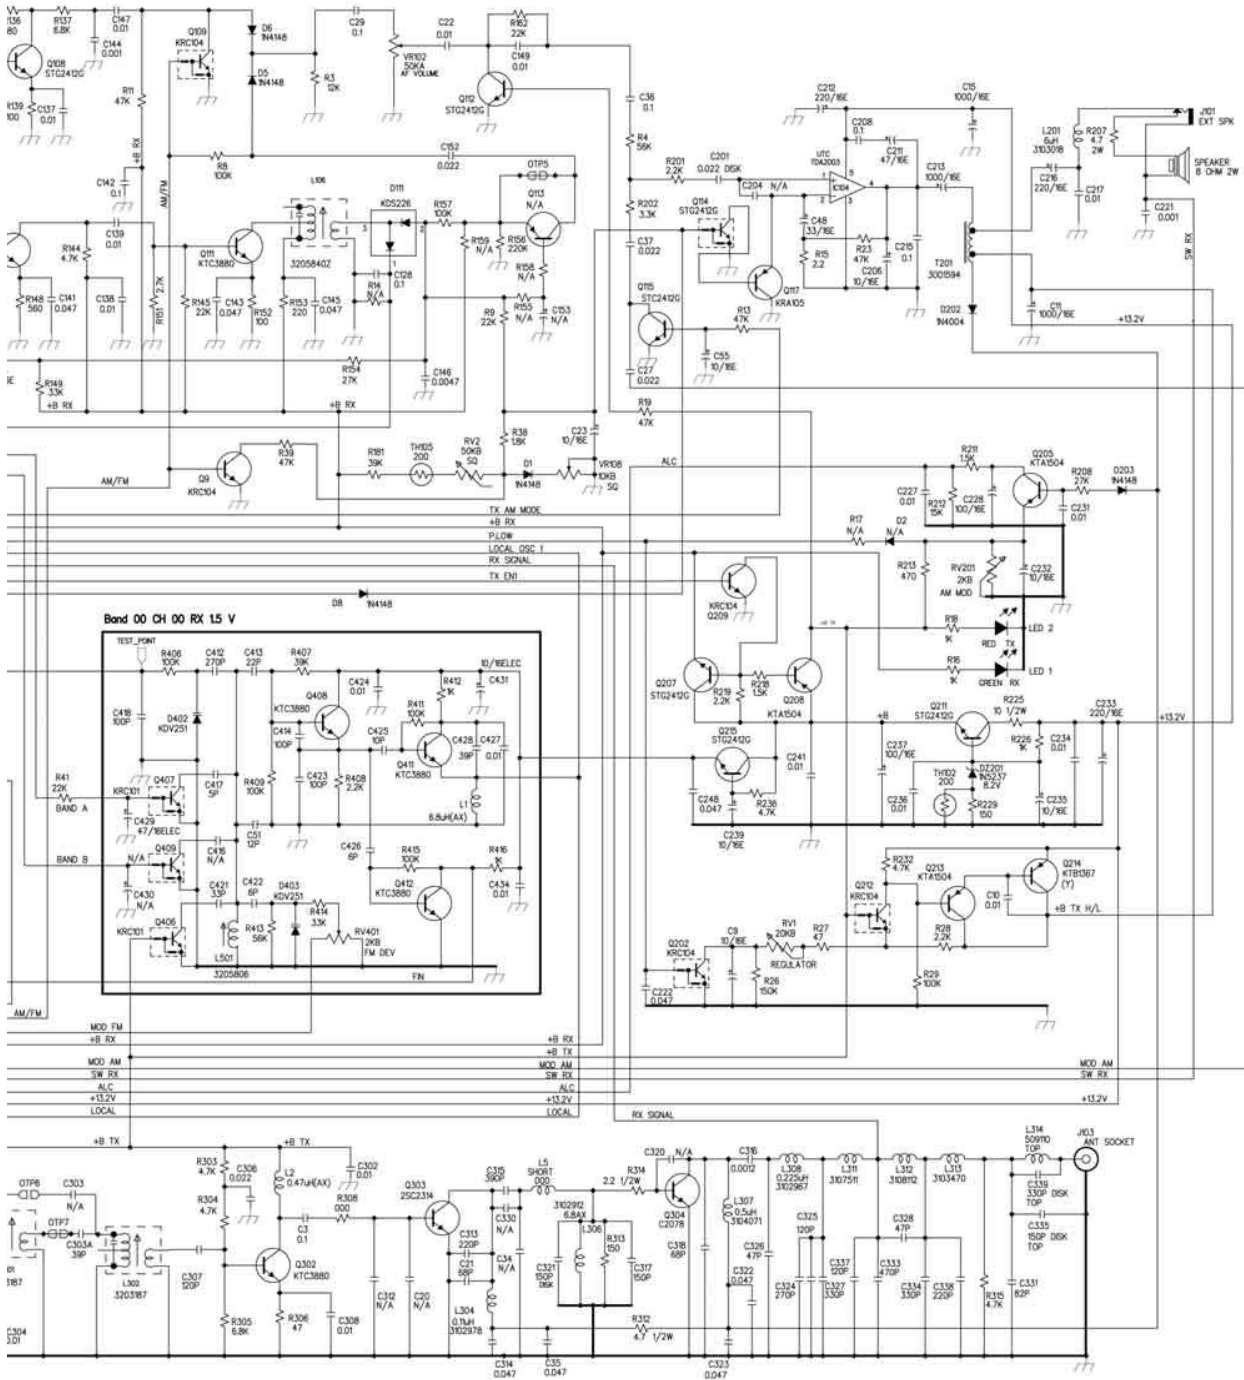 R136
80
R137
6.8K
C147
0.01
C144
0.001
Q108
STG2412G
R139
100
C137
0.01
R11
47K
+B RX
Q109
KRC104
D6
1N4148
D5
1N4148
C29
0.1
R3
12K
VR102
50KA
AF VOLUME
C22
0.01
R162
22K
C149
0.01
Q112
STG2412G
C36
0.1
R4
56K
C212
220/16E
C15
1000/16E
C208
0.1
UTC
TDA2003
IC104
C211
47/16E
C213
1000/16E
L201
6uH
3103018
R207
4.7
2W
J101
EXT SPK
SPEAKER
8 OHM 2W
C216
220/16E
C217
0.01
C221
0.001
SW RX
R8
100K
C152
0.022
OTP5
R201
2.2K
C201
0.022 DISK
C204
N/A
R202
3.3K
C142
0.1
AM/FM
L106
3205840Z
D111
KDS226
R157
100K
Q113
N/A
R159
N/A
R156
220K
R158
N/A
C139
0.01
R144
4.7K
Q111
KTC3880
Q114
STG2412G
C48
33/16E
R15
2.2
R23
47K
C206
10/16E
C215
0.1
T201
3001594
Q117
KRA105
C37
0.022
R148
560
C141
0.047
C138
0.01
R151
2.7K
R145
22K
C143
0.047
R152
100
R153
220
C145
0.047
R14
N/A
C128
0.1
R9
22K
R155
N/A
C153
N/A
Q115
STC2412G
R13
47K
C55
10/16E
C27
0.022
D202
1N4004
C11
1000/16E
+13.2V
R149
33K
+B RX
R154
27K
C146
0.0047
+B RX
R19
47K
Q9
KRC104
R39
47K
R181
39K
TH105
200
RV2
50KB
SQ
R38
1.8K
D1
1N4148
C23
10/16E
VR108
10KB
SQ
ALC
AM/FM
C227
0.01
R211
1.5K
R212
15K
C228
100/16E
Q205
KTA1504
R208
27K
D203
1N4148
C231
0.01
TX AM MODE
+B RX
P.LOW
LOCAL OSC 1
RX SIGNAL
TX EN1
R17
N/A
D2
N/A
R213
470
RV201
2KB
AM MOD
C232
10/16E
D8
1N4148
KRC104
Q209
R18
1K
RED TX
LED 2
R16
1K
GREEN RX
LED 1
Band 00 CH 00 RX 1.5 V
TEST_POINT
R406
100K
C412
270P
C413
22P
R407
39K
10/16ELEC
C431
R412
1K
C424
0.01
R411
100K
Q408
KTC3880
C418
100P
D402
KDV251
C414
100P
C425
10P
Q411
KTC3880
C428
39P
C427
0.01
R409
100K
C423
100P
R408
2.2K
L1
6.8uH(AX)
R41
22K
BAND A
KRC101
Q407
C417
5P
C429
47/16ELEC
Q409
C51
12P
C416
N/A
BAND B
N/A
C430
N/A
C421
33P
C422
6P
D403
KDV251
R414
33K
R413
56K
RV401
2KB
FM DEV
C426
6P
R415
100K
Q412
KTC3880
R416
1K
C434
0.01
Q406
KRC101
L501
3205806
FIN
Q207
STG2412G
R219
2.2K
R218
1.5K
Q208
KTA1504
Q215
STG2412G
C248
0.047
C239
10/16E
R236
4.7K
C241
0.01
+B
C237
100/16E
C236
0.01
TH102
200
Q211
STG2412G
R225
10 1/2W
C233
220/16E
R226
1K
C234
0.01
DZ201
1N5237
8.2V
R229
150
C235
10/16E
+13.2V
R232
4.7K
Q213
KTA1504
Q214
KTB1367
(Y)
C10
0.01
Q212
KRC104
+B TX H/L
Q202
KRC104
C9
10/16E
RV1
20KB
REGULATOR
R27
47
R28
2.2K
R26
150K
R29
100K
C222
0.047
AM/FM
MOD FM
+B RX
+B RX
+B TX
MOD AM
MOD AM
MOD AM
SW RX
SW RX
SW RX
ALC
ALC
+13.2V
+13.2V
+13.2V
LOCAL
LOCAL
RX SIGNAL
+B TX
+B TX
OTP6
C303
N/A
OTP7
C303A
39P
L302
3203187
C307
120P
R303
4.7K
C306
0.022
R304
4.7K
L2
0.47uH(AX)
C302
0.01
R308
000
C3
0.1
Q302
KTC3880
R305
6.8K
R306
47
C308
0.01
C312
N/A
C20
N/A
Q303
2SC2314
C315
390P
C330
N/A
C313
220P
C21
68P
C34
N/A
L304
0.11uH
3102978
C314
0.047
C35
0.047
L5
SHORT
000
3102912
6.8AX
L306
C321
150P
DISK
R313
150
C317
150P
R314
2.2 1/2W
C320
N/A
Q304
C2078
C318
68P
R312
4.7 1/2W
C316
0.0012
L307
0.5uH
3104071
C326
47P
C322
0.047
C323
0.047
L308
0.225uH
3102967
C325
120P
C324
270P
C327
330P
C337
120P
L311
3107511
C333
470P
L312
3108112
C328
47P
C334
330P
C338
220P
L313
3103470
R315
4.7K
L314
509110
TOP
C339
330P DISK
TOP
C335
150P DISK
TOP
C331
82P
J103
ANT SOCKET
C304
0.01